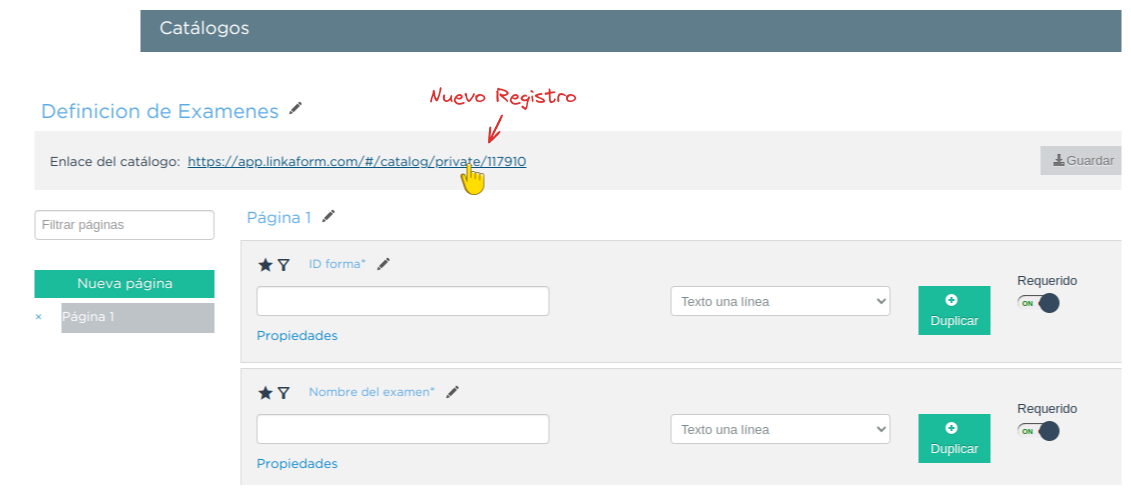 Catálogos
Nuevo Registro
Definicion de Examenes
Enlace del catálogo: https://app.linkaform.com/#/catalog/private/117910
Guardar
Filtrar páginas
Nueva página
× Página 1
Página 1
ID forma*
Texto una línea
Duplicar
Requerido
ON
Propiedades
Nombre del examen*
Texto una línea
Duplicar
Requerido
ON
Propiedades